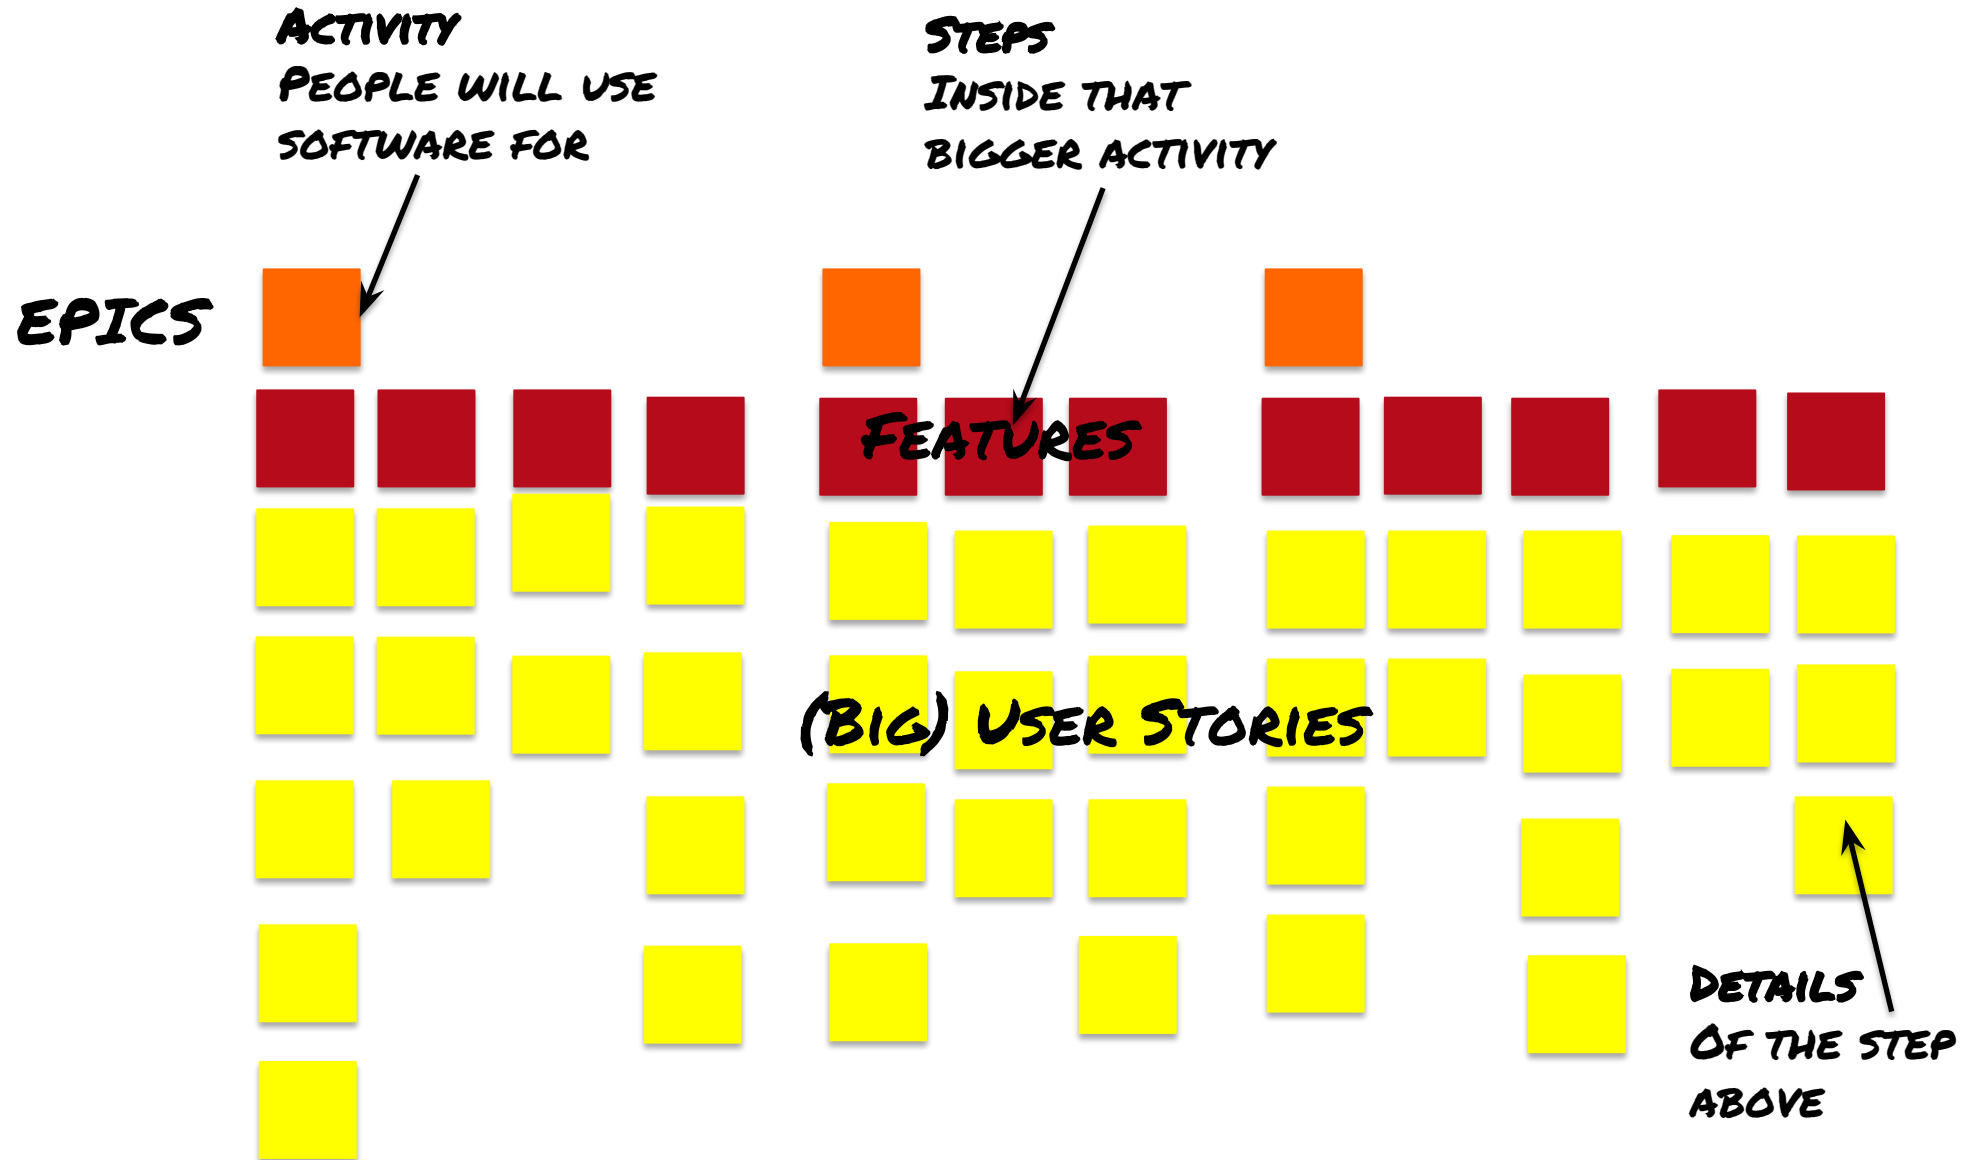 Activity
People will use
software for
Steps
Inside that
bigger activity
EPICS
Features
(Big) User Stories
Details
Of the step
above